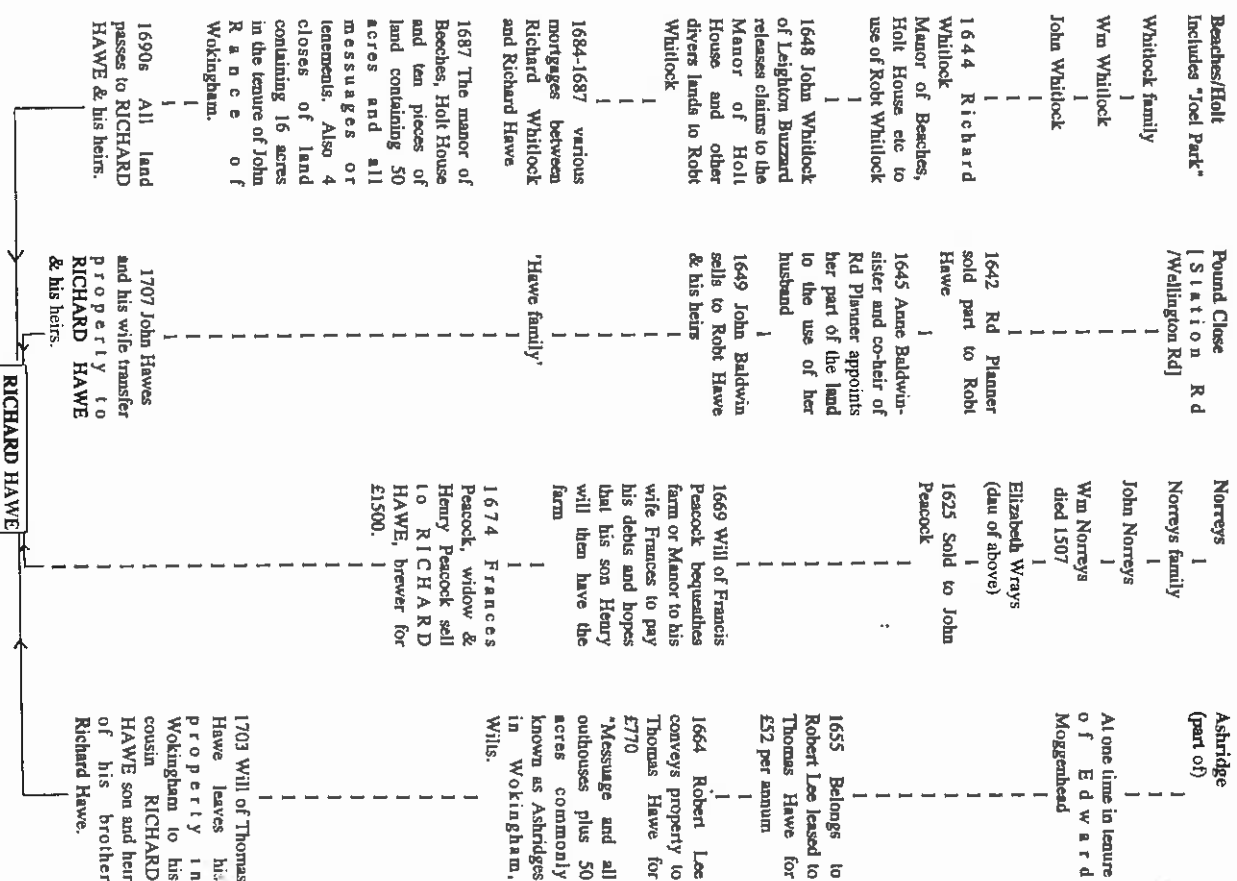 Beaches/Holt
Includes "Joel Park"
Whitlock family
Wm Whitlock
John Whitlock
1644 Richard
Whitlock
Manor of Beaches,
Holt House etc to
use of Robt Whitlock
1648 John Whitlock
of Leighton Buzzard
releases claims to the
Manor of Holt
House and other
divers lands to Robt
Whitlock
1684-1687 various
mortgages between
Richard Whitlock
and Richard Hawe
1687 The manor of
Beeches, Holt House
and ten pieces of
land containing 50
acres and all
messuages or
tenements. Also 4
closes of land
containing 16 acres
in the tenure of John
Rance of
Wokingham.
1690s All land
passes to RICHARD
HAWE & his heirs.
Pound Close
[Station Rd
/Wellington Rd]
1642 Rd Planner
sold part to Robt
Hawe
1645 Anne Baldwin-
sister and co-heir of
Rd Planner appoints
her part of the land
to the use of her
husband
1649 John Baldwin
sells to Robt Hawe
& his heirs
'Hawe family'
1707 John Hawes
and his wife transfer
property to
RICHARD HAWE
& his heirs.
Norreys
Norreys family
John Norreys
Wm Norreys
died 1507
Elizabeth Wrays
(dau of above)
1625 Sold to John
Peacock
1669 Will of Francis
Peacock bequeathes
farm or Manor to his
wife Frances to pay
his debts and hopes
that his son Henry
will then have the
farm
1674 Frances
Peacock, widow &
Henry Peacock sell
to RICHARD
HAWE, brewer for
£1500.
Ashridge
(part of)
At one time in tenure
of Edward
Moggenhead
1655 Belongs to
Robert Lee leased to
Thomas Hawe for
£52 per annum
1664 Robert Lee
conveys property to
Thomas Hawe for
£770
"Messuage and all
outhouses plus 50
acres commonly
known as Ashridges
in Wokingham,
Wilts.
1703 Will of Thomas
Hawe leaves his
property in
Wokingham to his
cousin RICHARD
HAWE son and heir
of his brother
Richard Hawe.
RICHARD HAWE